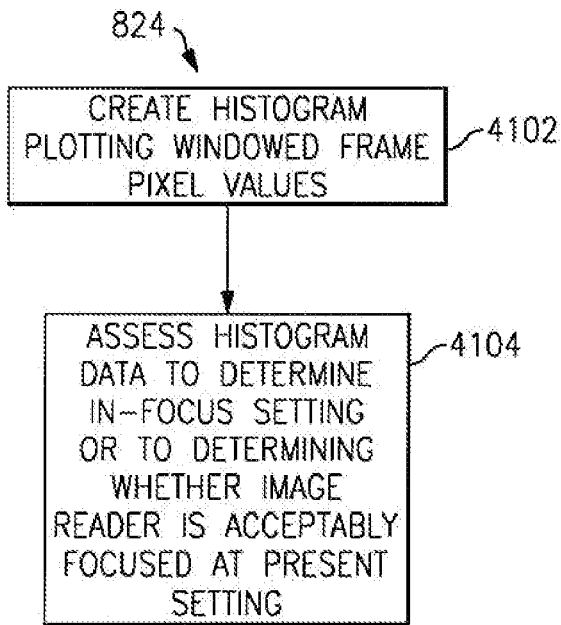 824
CREATE HISTOGRAM
PLOTTING WINDOWED FRAME
PIXEL VALUES
4102
ASSESS HISTOGRAM
DATA TO DETERMINE
IN-FOCUS SETTING
OR TO DETERMINING
WHETHER IMAGE
READER IS ACCEPTABLY
FOCUSED AT PRESENT
SETTING
4104